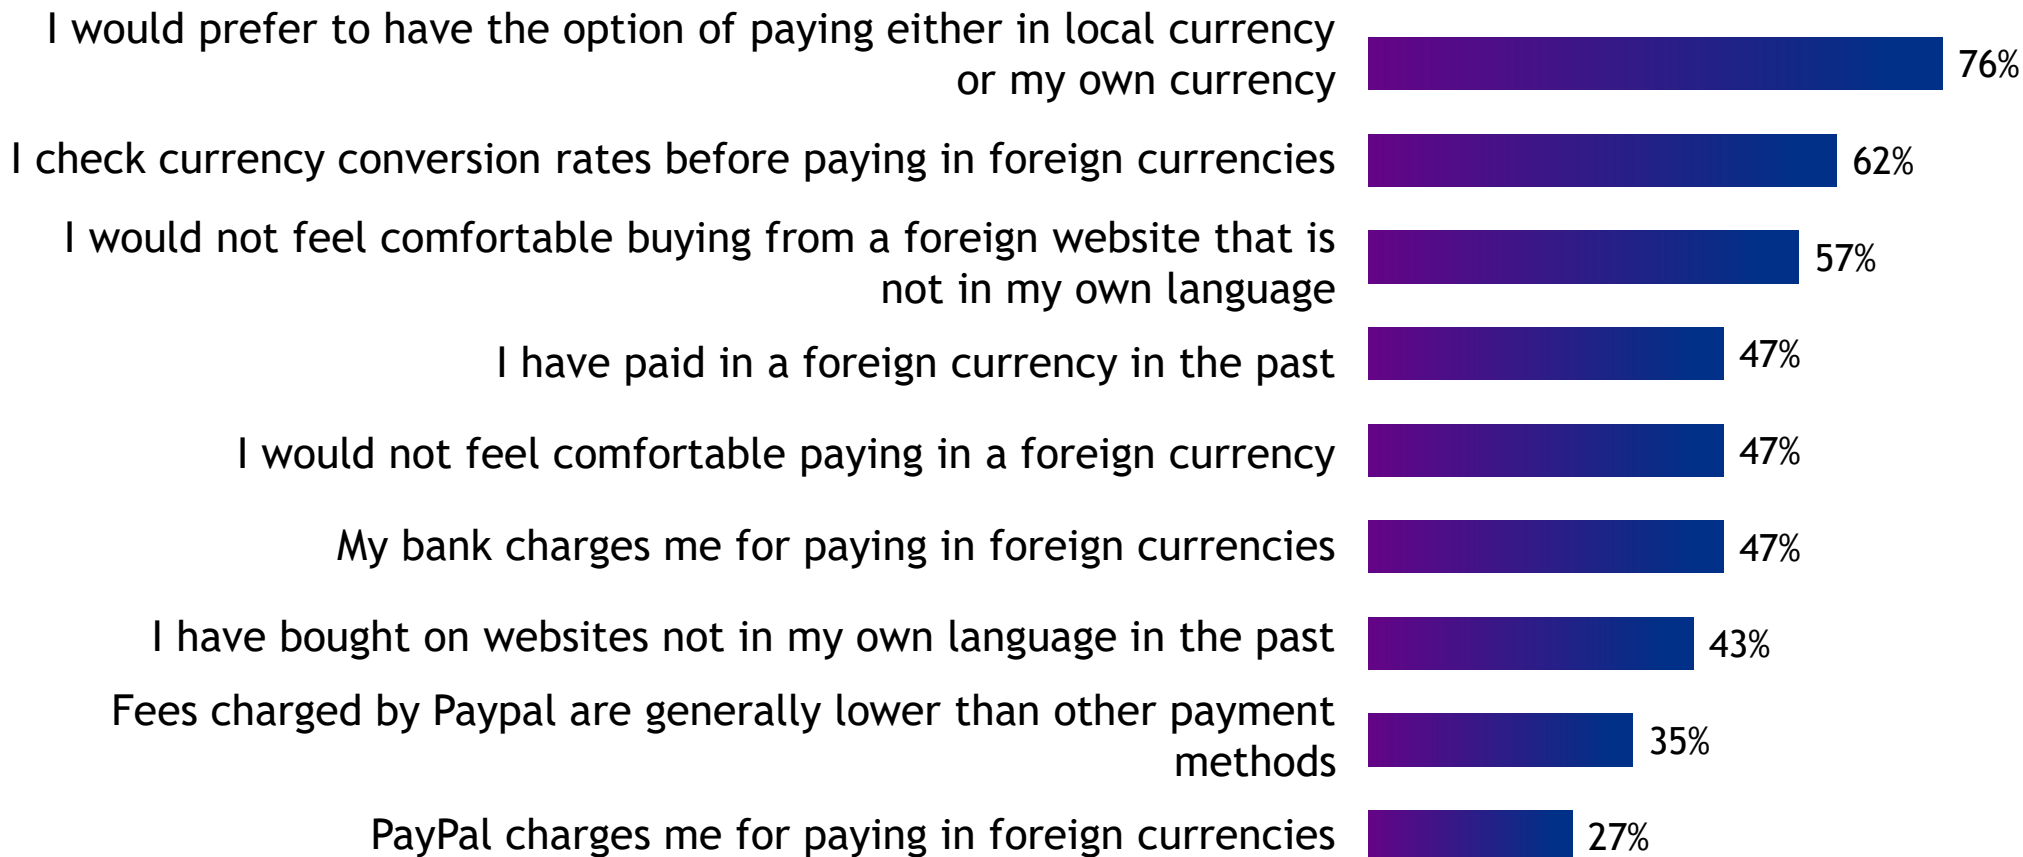 I would prefer to have the option of paying either in local currency
or my own currency
76%
I check currency conversion rates before paying in foreign currencies
62%
I would not feel comfortable buying from a foreign website that is
not in my own language
57%
I have paid in a foreign currency in the past
47%
I would not feel comfortable paying in a foreign currency
47%
My bank charges me for paying in foreign currencies
47%
I have bought on websites not in my own language in the past
43%
Fees charged by Paypal are generally lower than other payment
methods
35%
PayPal charges me for paying in foreign currencies
27%